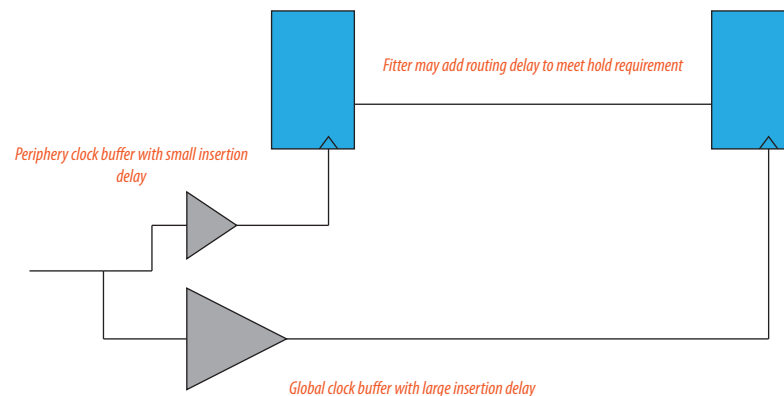 Fitter may add routing delay to meet hold requirement
Periphery clock buffer with small insertion
delay
Global clock buffer with large insertion delay